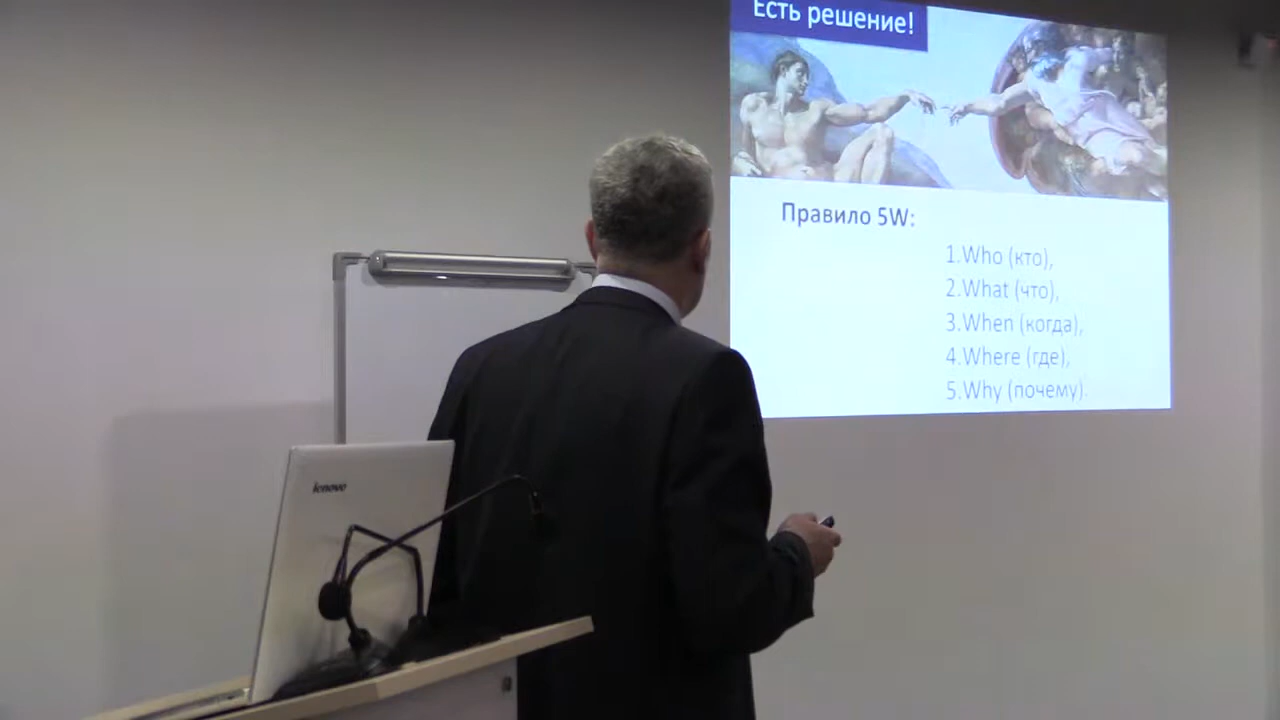 Есть решение!
Правило 5W:
1.Who (кто),
2.What (что),
3.When (когда),
4.Where (где),
5.Why (почему).
lenovo